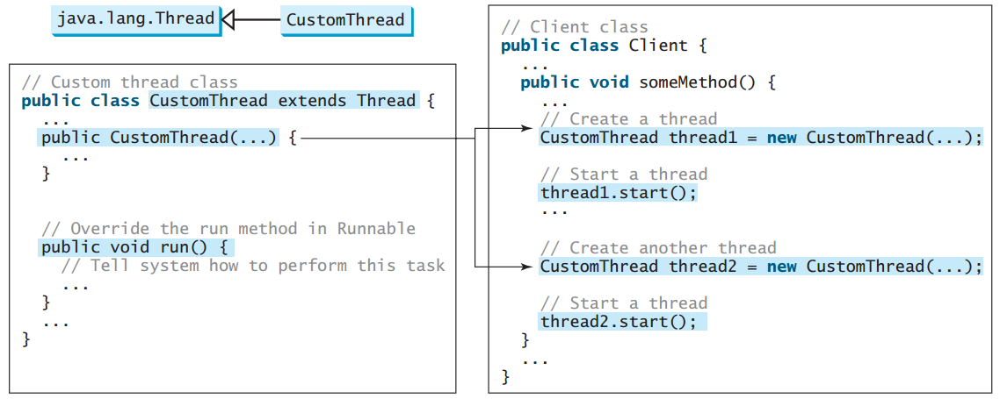 java.lang.Thread
CustomThread
// Custom thread class
public class CustomThread extends Thread {
...
public CustomThread(...) {
...
}
// Override the run method in Runnable
public void run() {
// Tell system how to perform this task
...
}
...
}
// Client class
public class Client {
...
public void someMethod() {
...
// Create a thread
CustomThread thread1 = new CustomThread(...);
// Start a thread
thread1.start();
...
// Create another thread
CustomThread thread2 = new CustomThread(...);
// Start a thread
thread2.start();
}
...
}